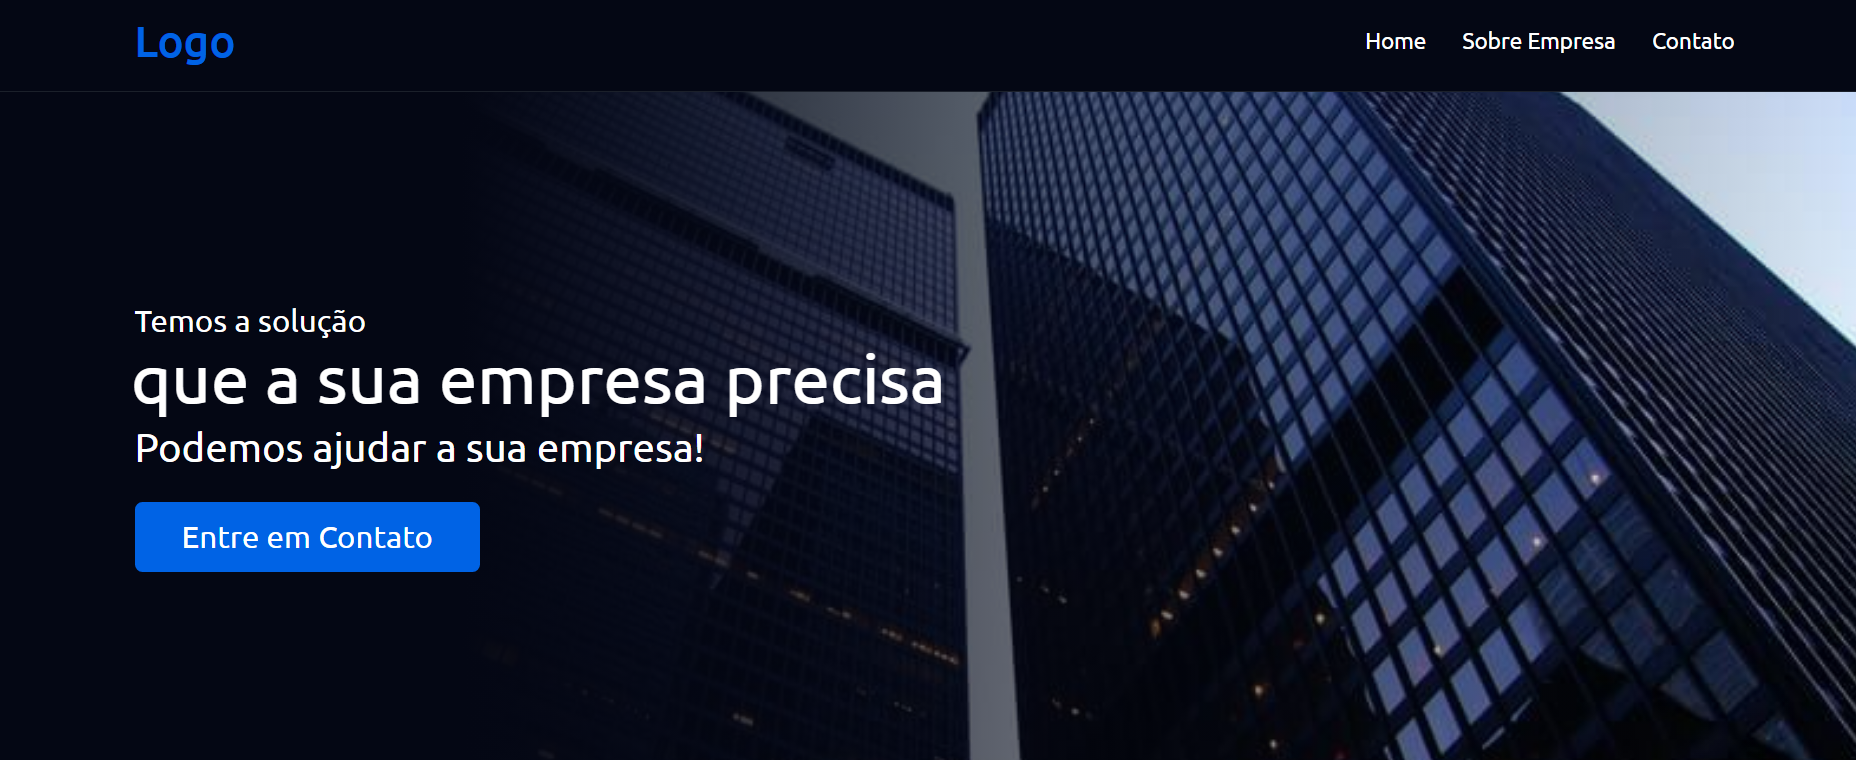 Logo
Home Sobre Empresa Contato
Temos a solução
que a sua empresa precisa
Podemos ajudar a sua empresa!
Entre em Contato